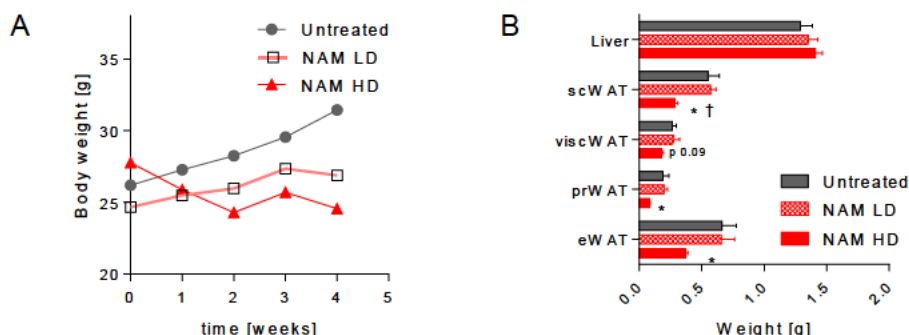 A
Body weight [g]
35
30
25
20
0 1 2 3 4 5
time [weeks]
Untreated
NAM LD
NAM HD
B
Liver
scWAT
* †
viscWAT
p 0.09
prWAT
*
eWAT
*
0.0 0.5 1.0 1.5 2.0
Weight [g]
Untreated
NAM LD
NAM HD